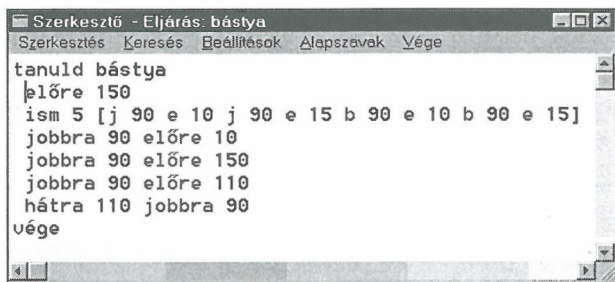 Szerkesztő - Eljárás: bástya
Szerkesztés Keresés Beállítások Alapszavak Vége
tanuld bástya
előre 150
ism 5 [j 90 e 10 j 90 e 15 b 90 e 10 b 90 e 15]
jobbra 90 előre 10
jobbra 90 előre 150
jobbra 90 előre 110
hátra 110 jobbra 90
vége